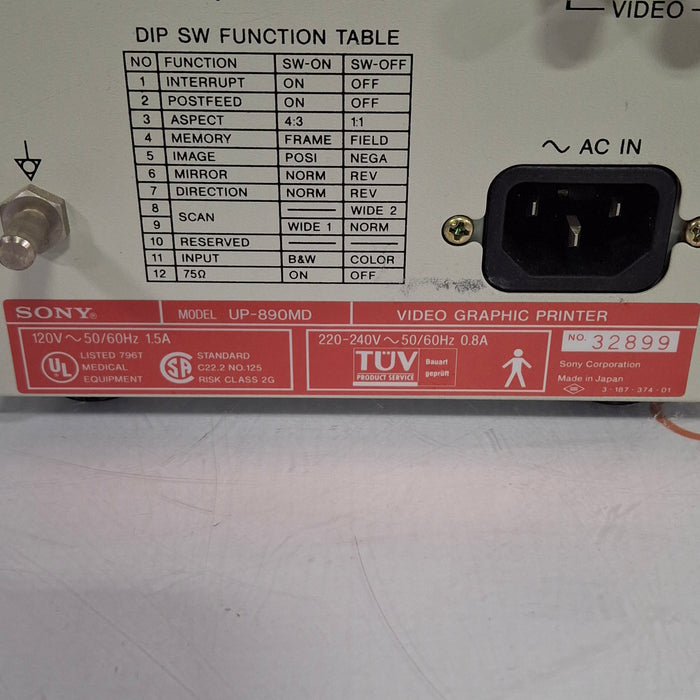 VIDEO
DIP SW FUNCTION TABLE
NO FUNCTION SW-ON SW-OFF
1 INTERRUPT ON OFF
2 POSTFEED ON OFF
3 ASPECT 4:3 1:1
4 MEMORY FRAME FIELD
5 IMAGE POSI NEGA
6 MIRROR NORM REV
7 DIRECTION NORM REV
8 SCAN —— WIDE 2
9 WIDE 1 NORM
10 RESERVED —— ——
11 INPUT B&W COLOR
12 75Ω ON OFF
∼ AC IN
SONY® MODEL UP-890MD VIDEO GRAPHIC PRINTER
120V ∼ 50/60Hz 1.5A
UL
LISTED 796T
MEDICAL
EQUIPMENT
SA
STANDARD
C22.2 NO.125
RISK CLASS 2G
220-240V ∼ 50/60Hz 0.8A
TÜV
PRODUCT SERVICE
Bauart
geprüft
NO. 32899
Sony Corporation
Made in Japan
3-187-374-01